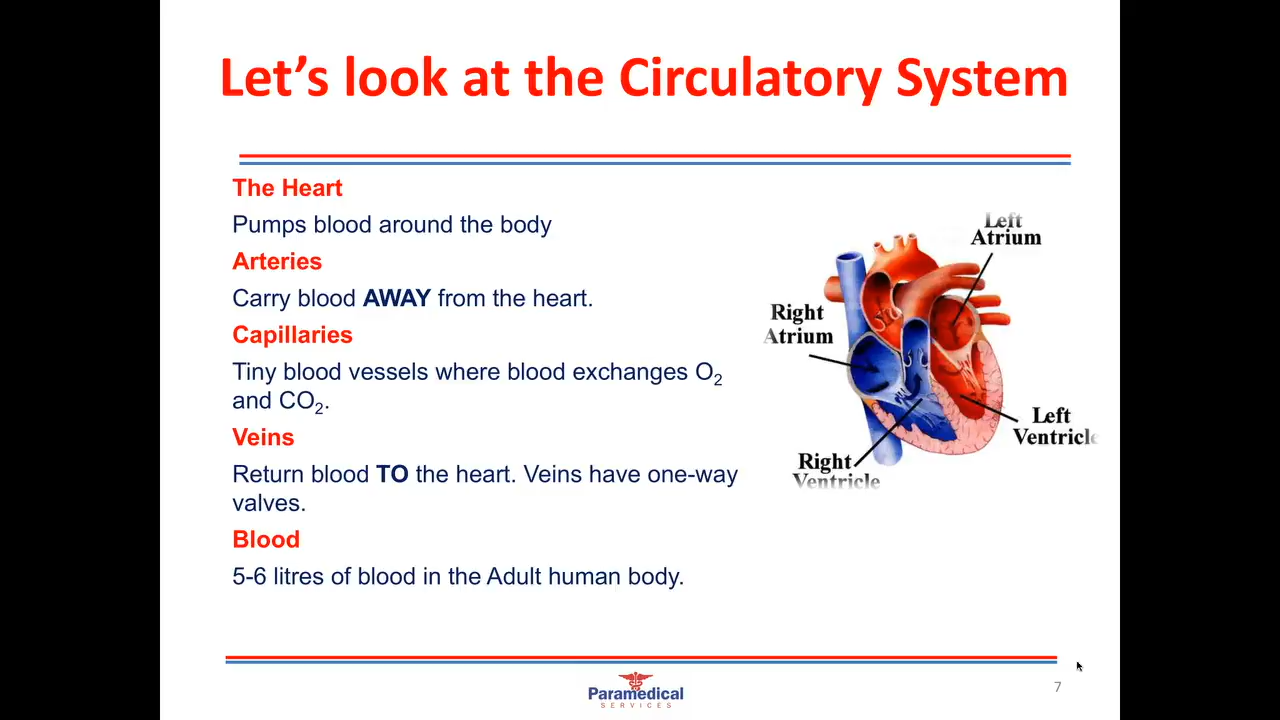 Let's look at the Circulatory System
The Heart
Pumps blood around the body
Arteries
Carry blood AWAY from the heart.
Capillaries
Tiny blood vessels where blood exchanges O₂
and CO₂.
Veins
Return blood TO the heart. Veins have one-way
valves.
Blood
5-6 litres of blood in the Adult human body.
Left
Atrium
Right
Atrium
Left
Ventricle
Right
Ventricle
Paramedical
SERVICES
7